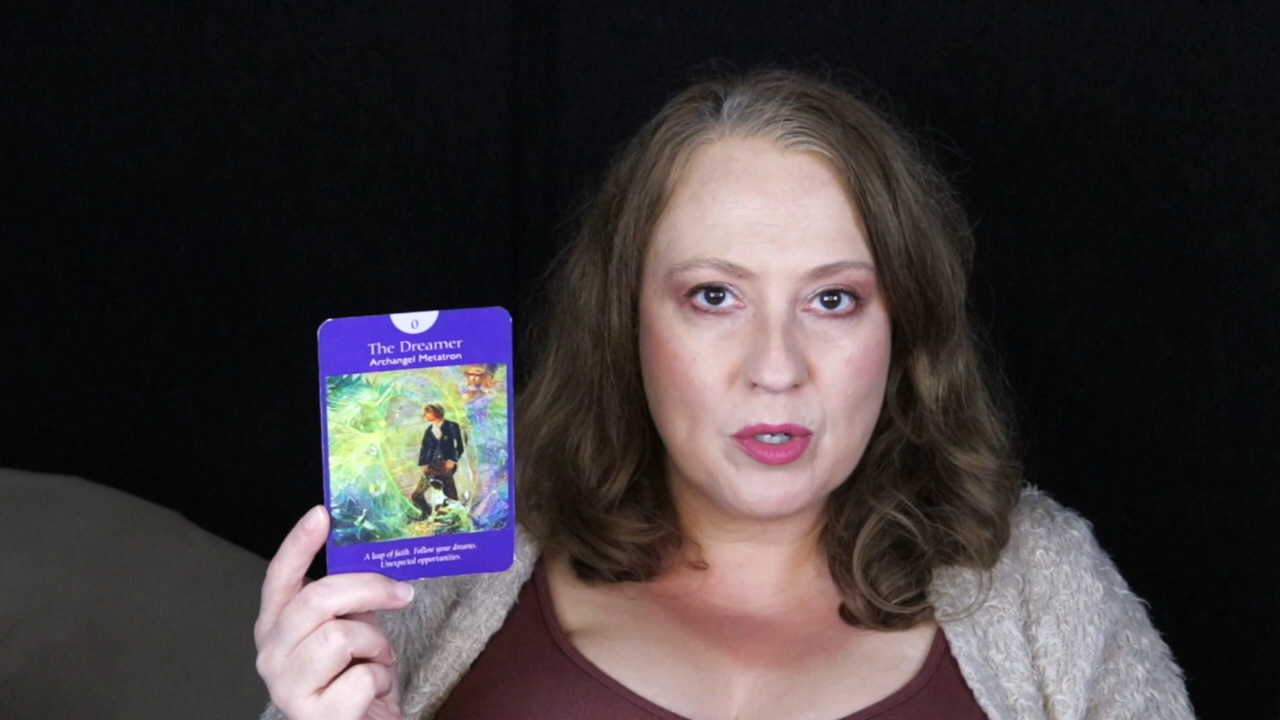 0
The Dreamer
Archangel Metatron
A leap of faith. Follow your dreams.
Unexpected opportunities.